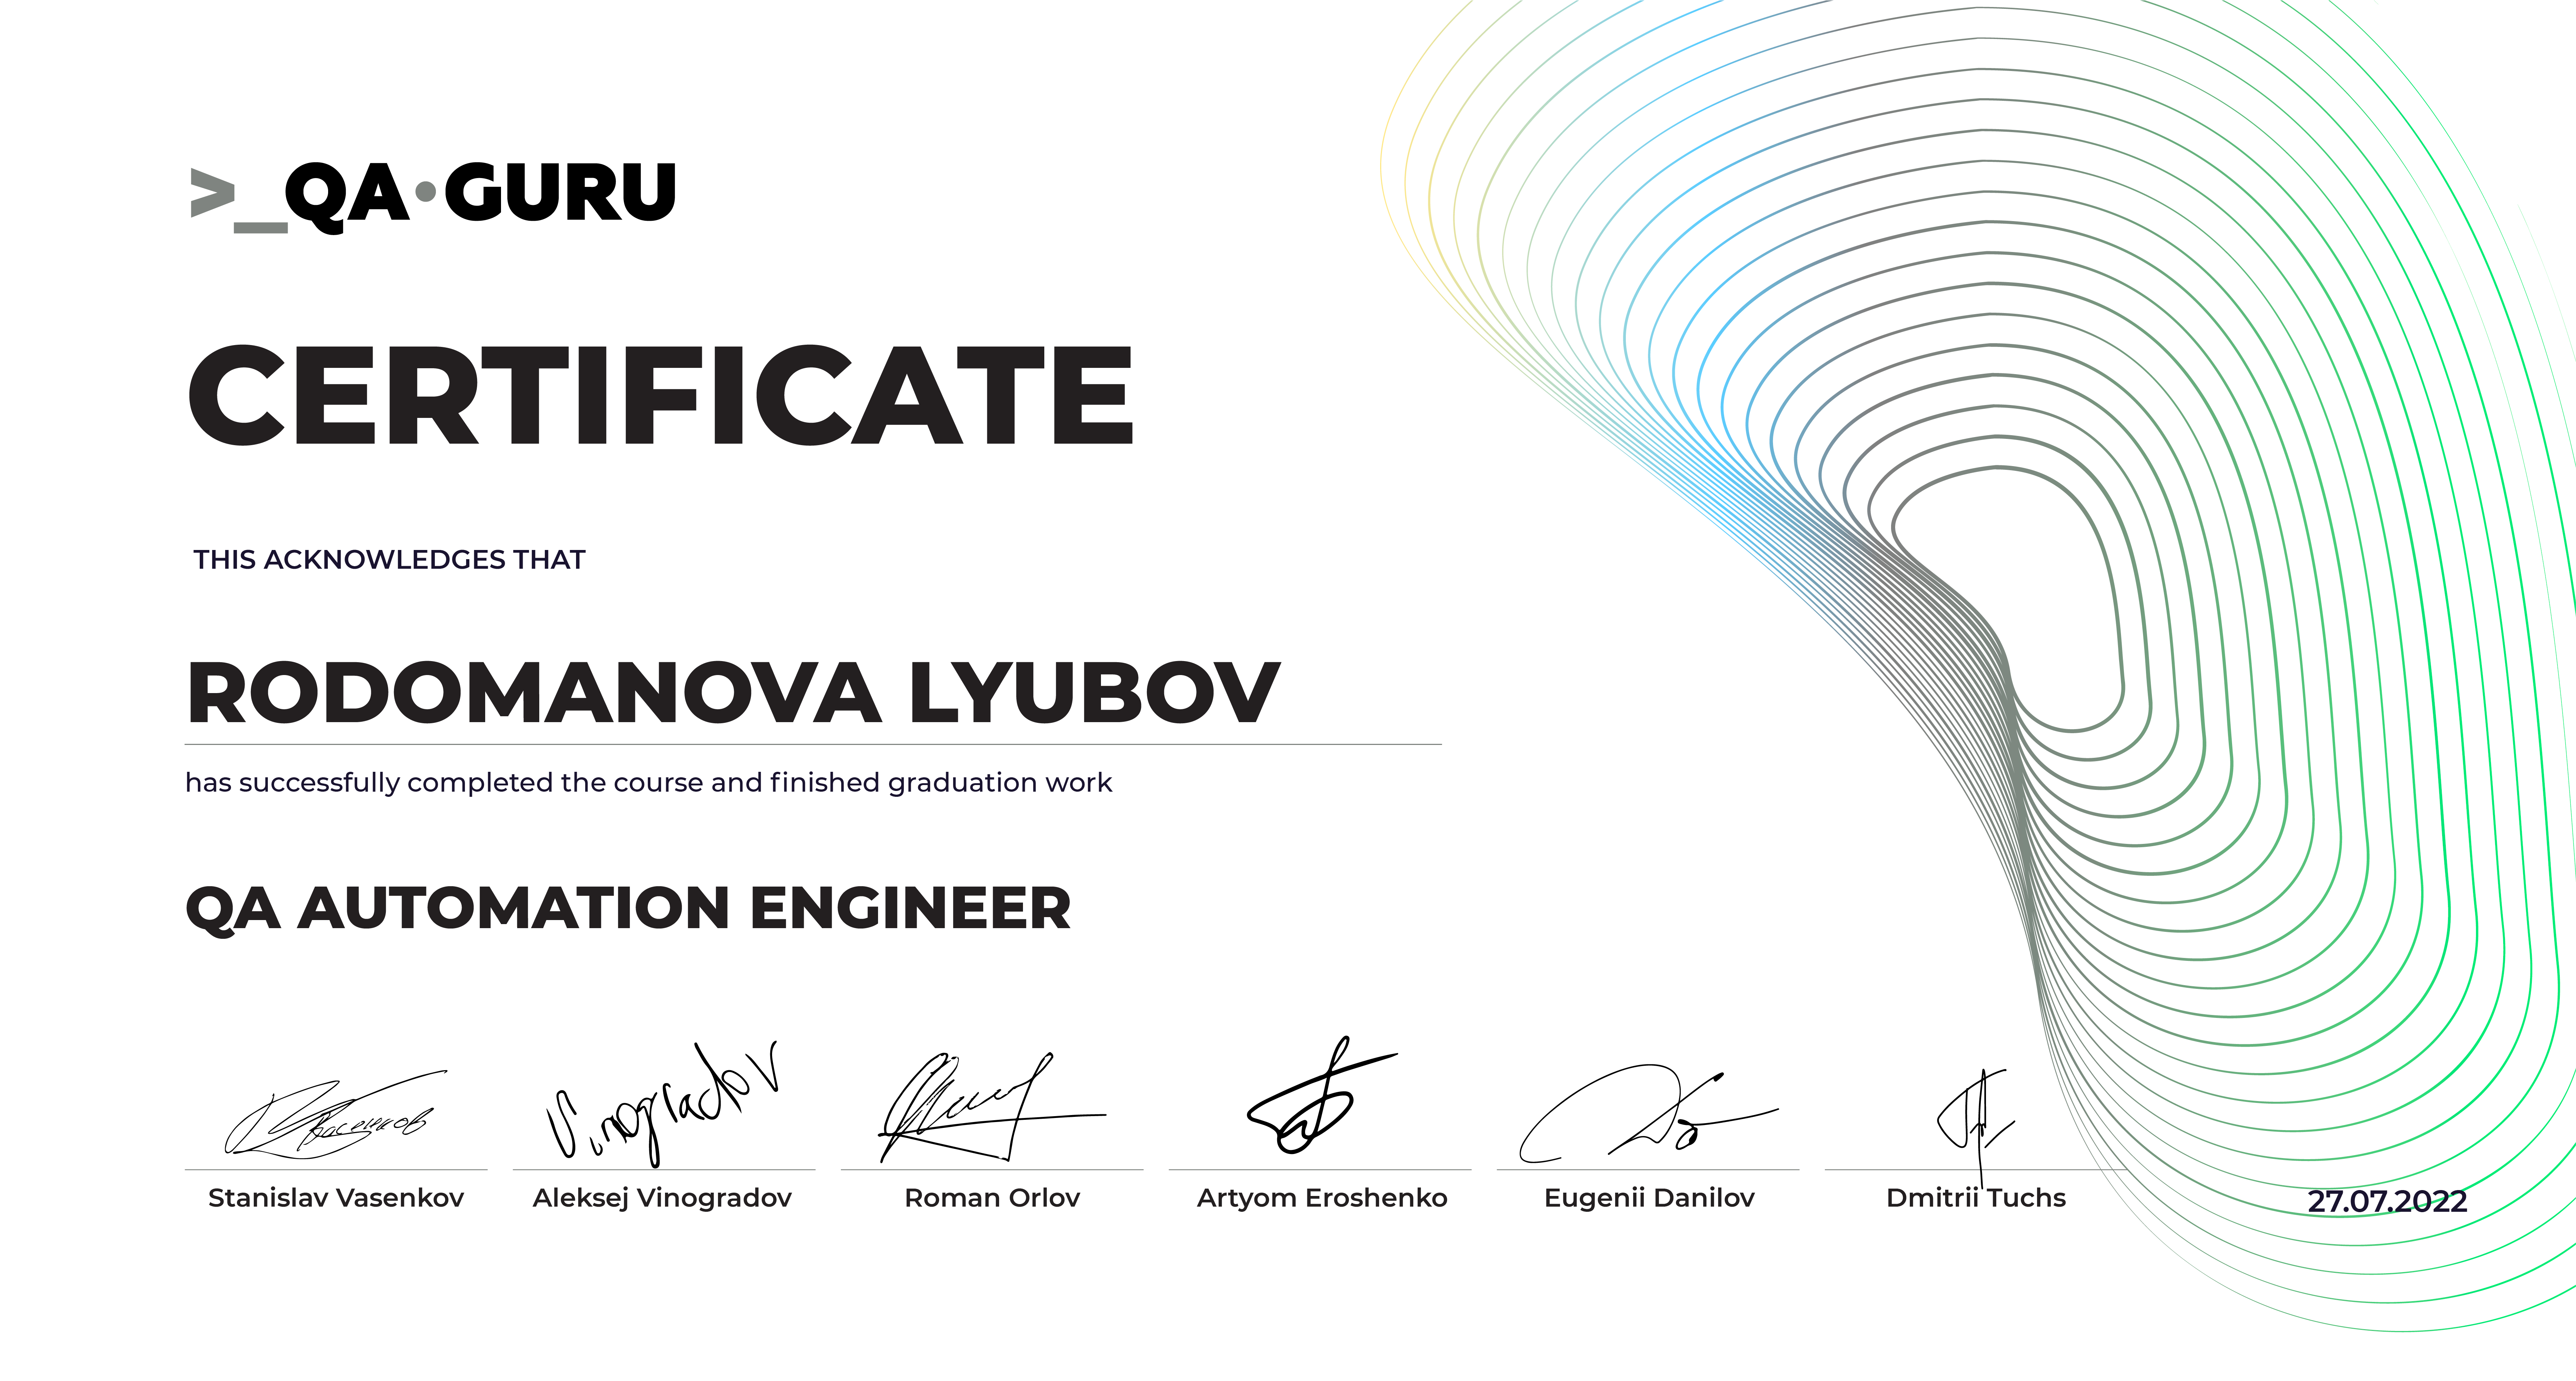 >_QA•GURU
CERTIFICATE
THIS ACKNOWLEDGES THAT
RODOMANOVA LYUBOV
has successfully completed the course and finished graduation work
QA AUTOMATION ENGINEER
Vinogradov
Stanislav Vasenkov
Aleksej Vinogradov
Roman Orlov
Artyom Eroshenko
Eugenii Danilov
Dmitrii Tuchs
27.07.2022